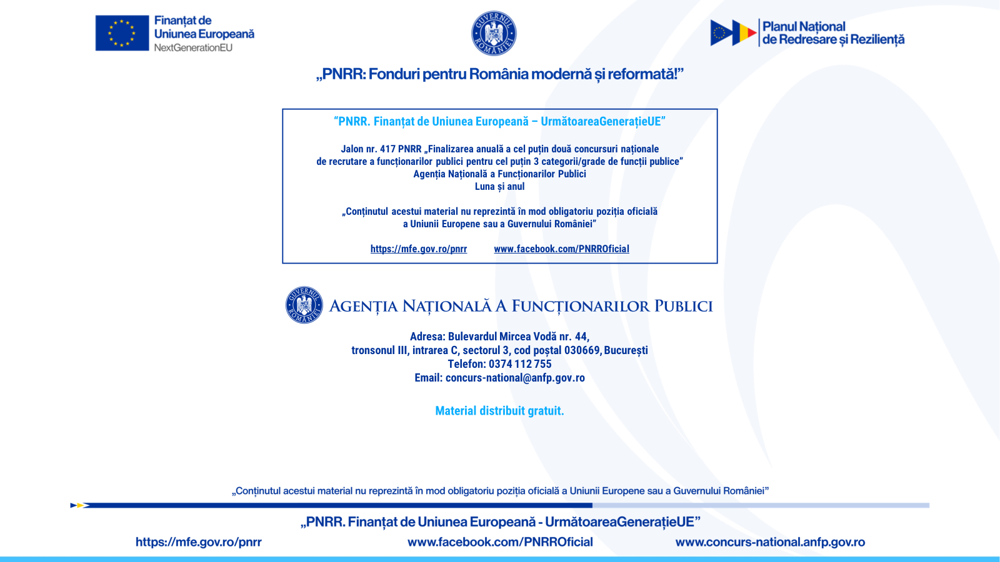 Finanțat de
Uniunea Europeană
NextGenerationEU
GUVERNUL ROMÂNIEI
Planul Național
de Redresare și Reziliență
„PNRR: Fonduri pentru România modernă și reformată!”
“PNRR. Finanțat de Uniunea Europeană – UrmătoareaGenerațieUE”
Jalon nr. 417 PNRR „Finalizarea anuală a cel puțin două concursuri naționale
de recrutare a funcționarilor publici pentru cel puțin 3 categorii/grade de funcții publice”
Agenția Națională a Funcționarilor Publici
Luna și anul
„Conținutul acestui material nu reprezintă în mod obligatoriu poziția oficială
a Uniunii Europene sau a Guvernului României”
https://mfe.gov.ro/pnrr www.facebook.com/PNRROficial
GUVERNUL ROMÂNIEI
Agenția Națională A Funcționarilor Publici
Adresa: Bulevardul Mircea Vodă nr. 44,
tronsonul III, intrarea C, sectorul 3, cod poștal 030669, București
Telefon: 0374 112 755
Email: concurs-national@anfp.gov.ro
Material distribuit gratuit.
„Conținutul acestui material nu reprezintă în mod obligatoriu poziția oficială a Uniunii Europene sau a Guvernului României”
„PNRR. Finanțat de Uniunea Europeană - UrmătoareaGenerațieUE”
https://mfe.gov.ro/pnrr www.facebook.com/PNRROficial www.concurs-national.anfp.gov.ro